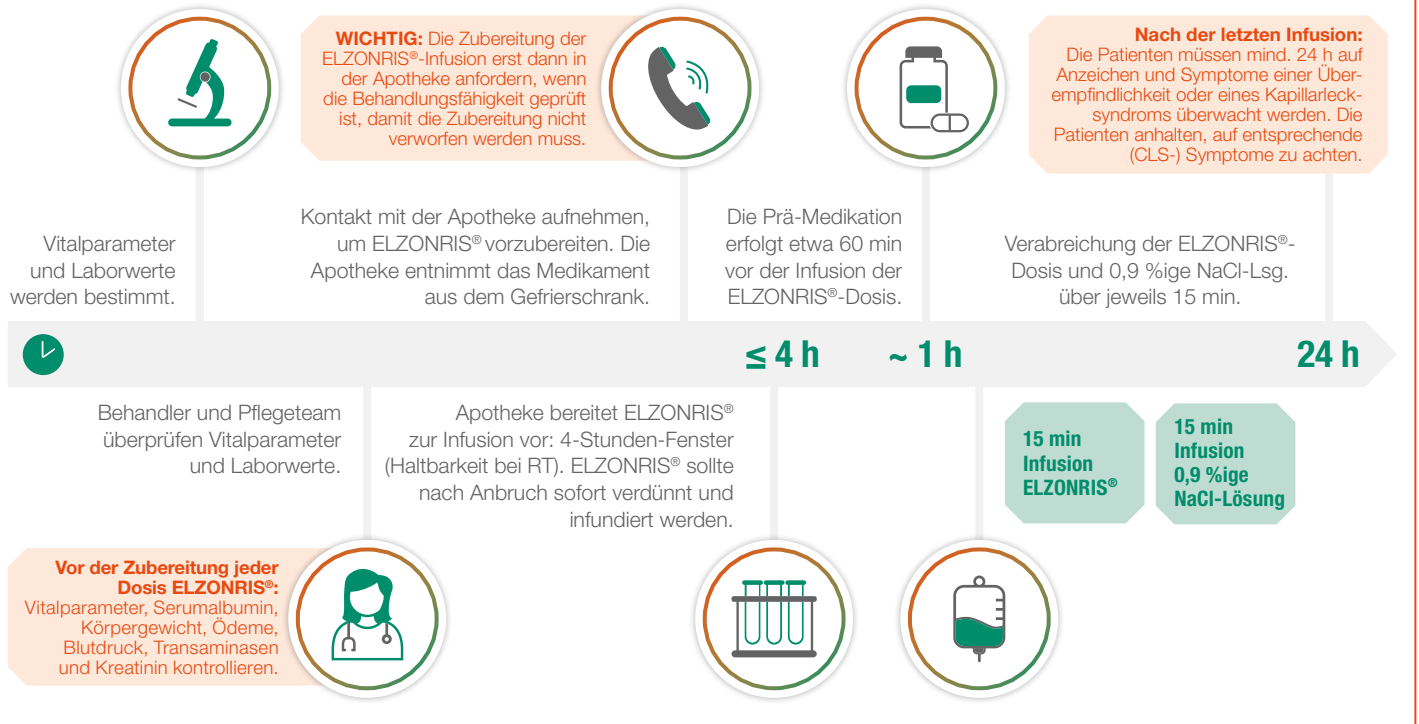 WICHTIG: Die Zubereitung der
ELZONRIS®-Infusion erst dann in
der Apotheke anfordern, wenn
die Behandlungsfähigkeit geprüft
ist, damit die Zubereitung nicht
verworfen werden muss.
Nach der letzten Infusion:
Die Patienten müssen mind. 24 h auf
Anzeichen und Symptome einer Über-
empfindlichkeit oder eines Kapillarleck-
syndroms überwacht werden. Die
Patienten anhalten, auf entsprechende
(CLS-) Symptome zu achten.
Vitalparameter
und Laborwerte
werden bestimmt.
Kontakt mit der Apotheke aufnehmen,
um ELZONRIS® vorzubereiten. Die
Apotheke entnimmt das Medikament
aus dem Gefrierschrank.
Die Prä-Medikation
erfolgt etwa 60 min
vor der Infusion der
ELZONRIS®-Dosis.
Verabreichung der ELZONRIS®-
Dosis und 0,9 %ige NaCl-Lsg.
über jeweils 15 min.
≤ 4 h
~ 1 h
24 h
Behandler und Pflegeteam
überprüfen Vitalparameter
und Laborwerte.
Apotheke bereitet ELZONRIS®
zur Infusion vor: 4-Stunden-Fenster
(Haltbarkeit bei RT). ELZONRIS® sollte
nach Anbruch sofort verdünnt und
infundiert werden.
15 min
Infusion
ELZONRIS®
15 min
Infusion
0,9 %ige
NaCl-Lösung
Vor der Zubereitung jeder
Dosis ELZONRIS®:
Vitalparameter, Serumalbumin,
Körpergewicht, Ödeme,
Blutdruck, Transaminasen
und Kreatinin kontrollieren.